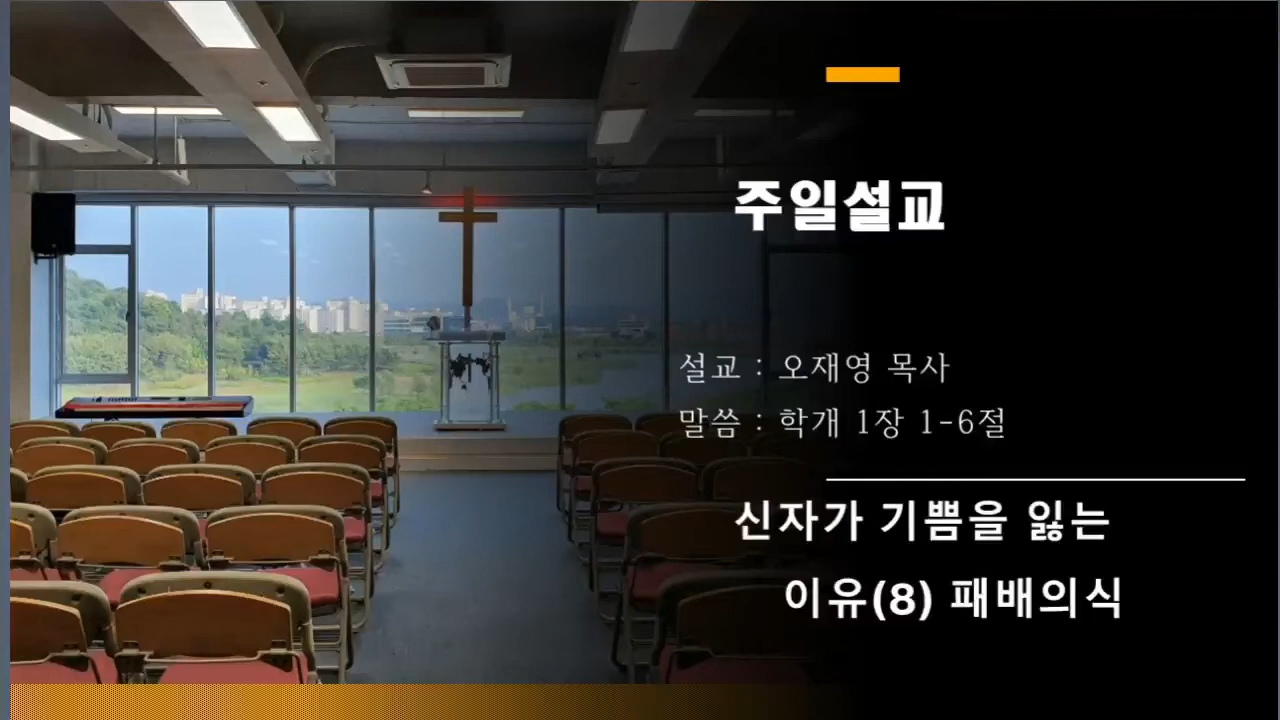 주일설교
설교 : 오재영 목사
말씀 : 학개 1장 1-6절
신자가 기쁨을 잃는
이유(8) 패배의식